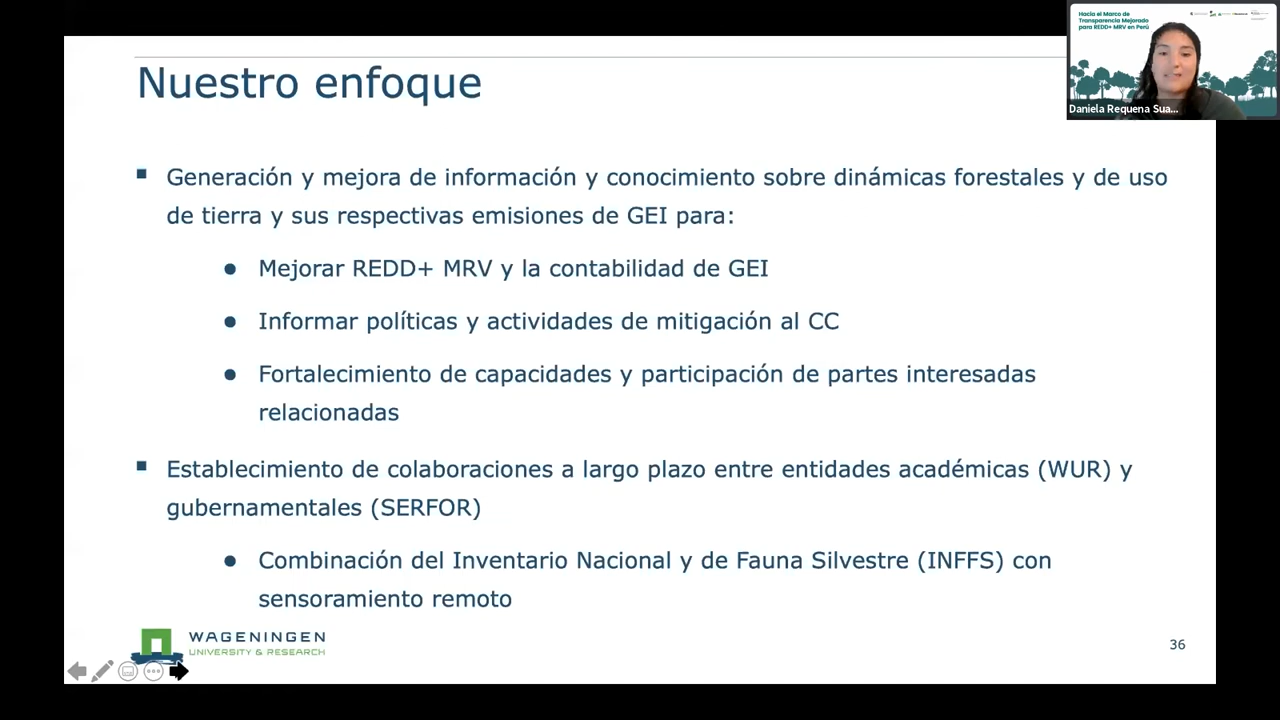 Hacia el Marco de
Transparencia Mejorado
para REDD+ MRV en Perú
Daniela Requena Sua...
Nuestro enfoque
Generación y mejora de información y conocimiento sobre dinámicas forestales y de uso
de tierra y sus respectivas emisiones de GEI para:
Mejorar REDD+ MRV y la contabilidad de GEI
Informar políticas y actividades de mitigación al CC
Fortalecimiento de capacidades y participación de partes interesadas
relacionadas
Establecimiento de colaboraciones a largo plazo entre entidades académicas (WUR) y
gubernamentales (SERFOR)
Combinación del Inventario Nacional y de Fauna Silvestre (INFFS) con
sensoramiento remoto
WAGENINGEN
UNIVERSITY & RESEARCH
36